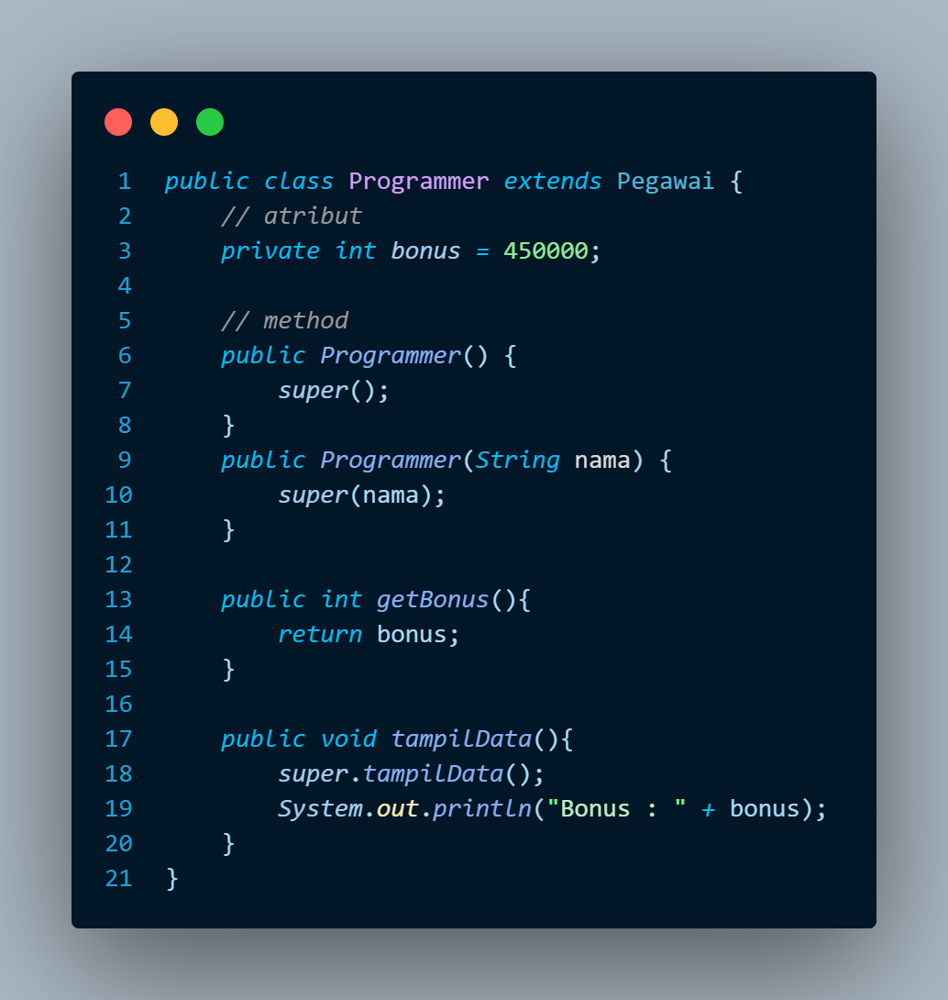 1 public class Programmer extends Pegawai {
2     // atribut
3     private int bonus = 450000;
4
5     // method
6     public Programmer() {
7         super();
8     }
9     public Programmer(String nama) {
10         super(nama);
11     }
12
13     public int getBonus(){
14         return bonus;
15     }
16
17     public void tampilData(){
18         super.tampilData();
19         System.out.println("Bonus : " + bonus);
20     }
21 }